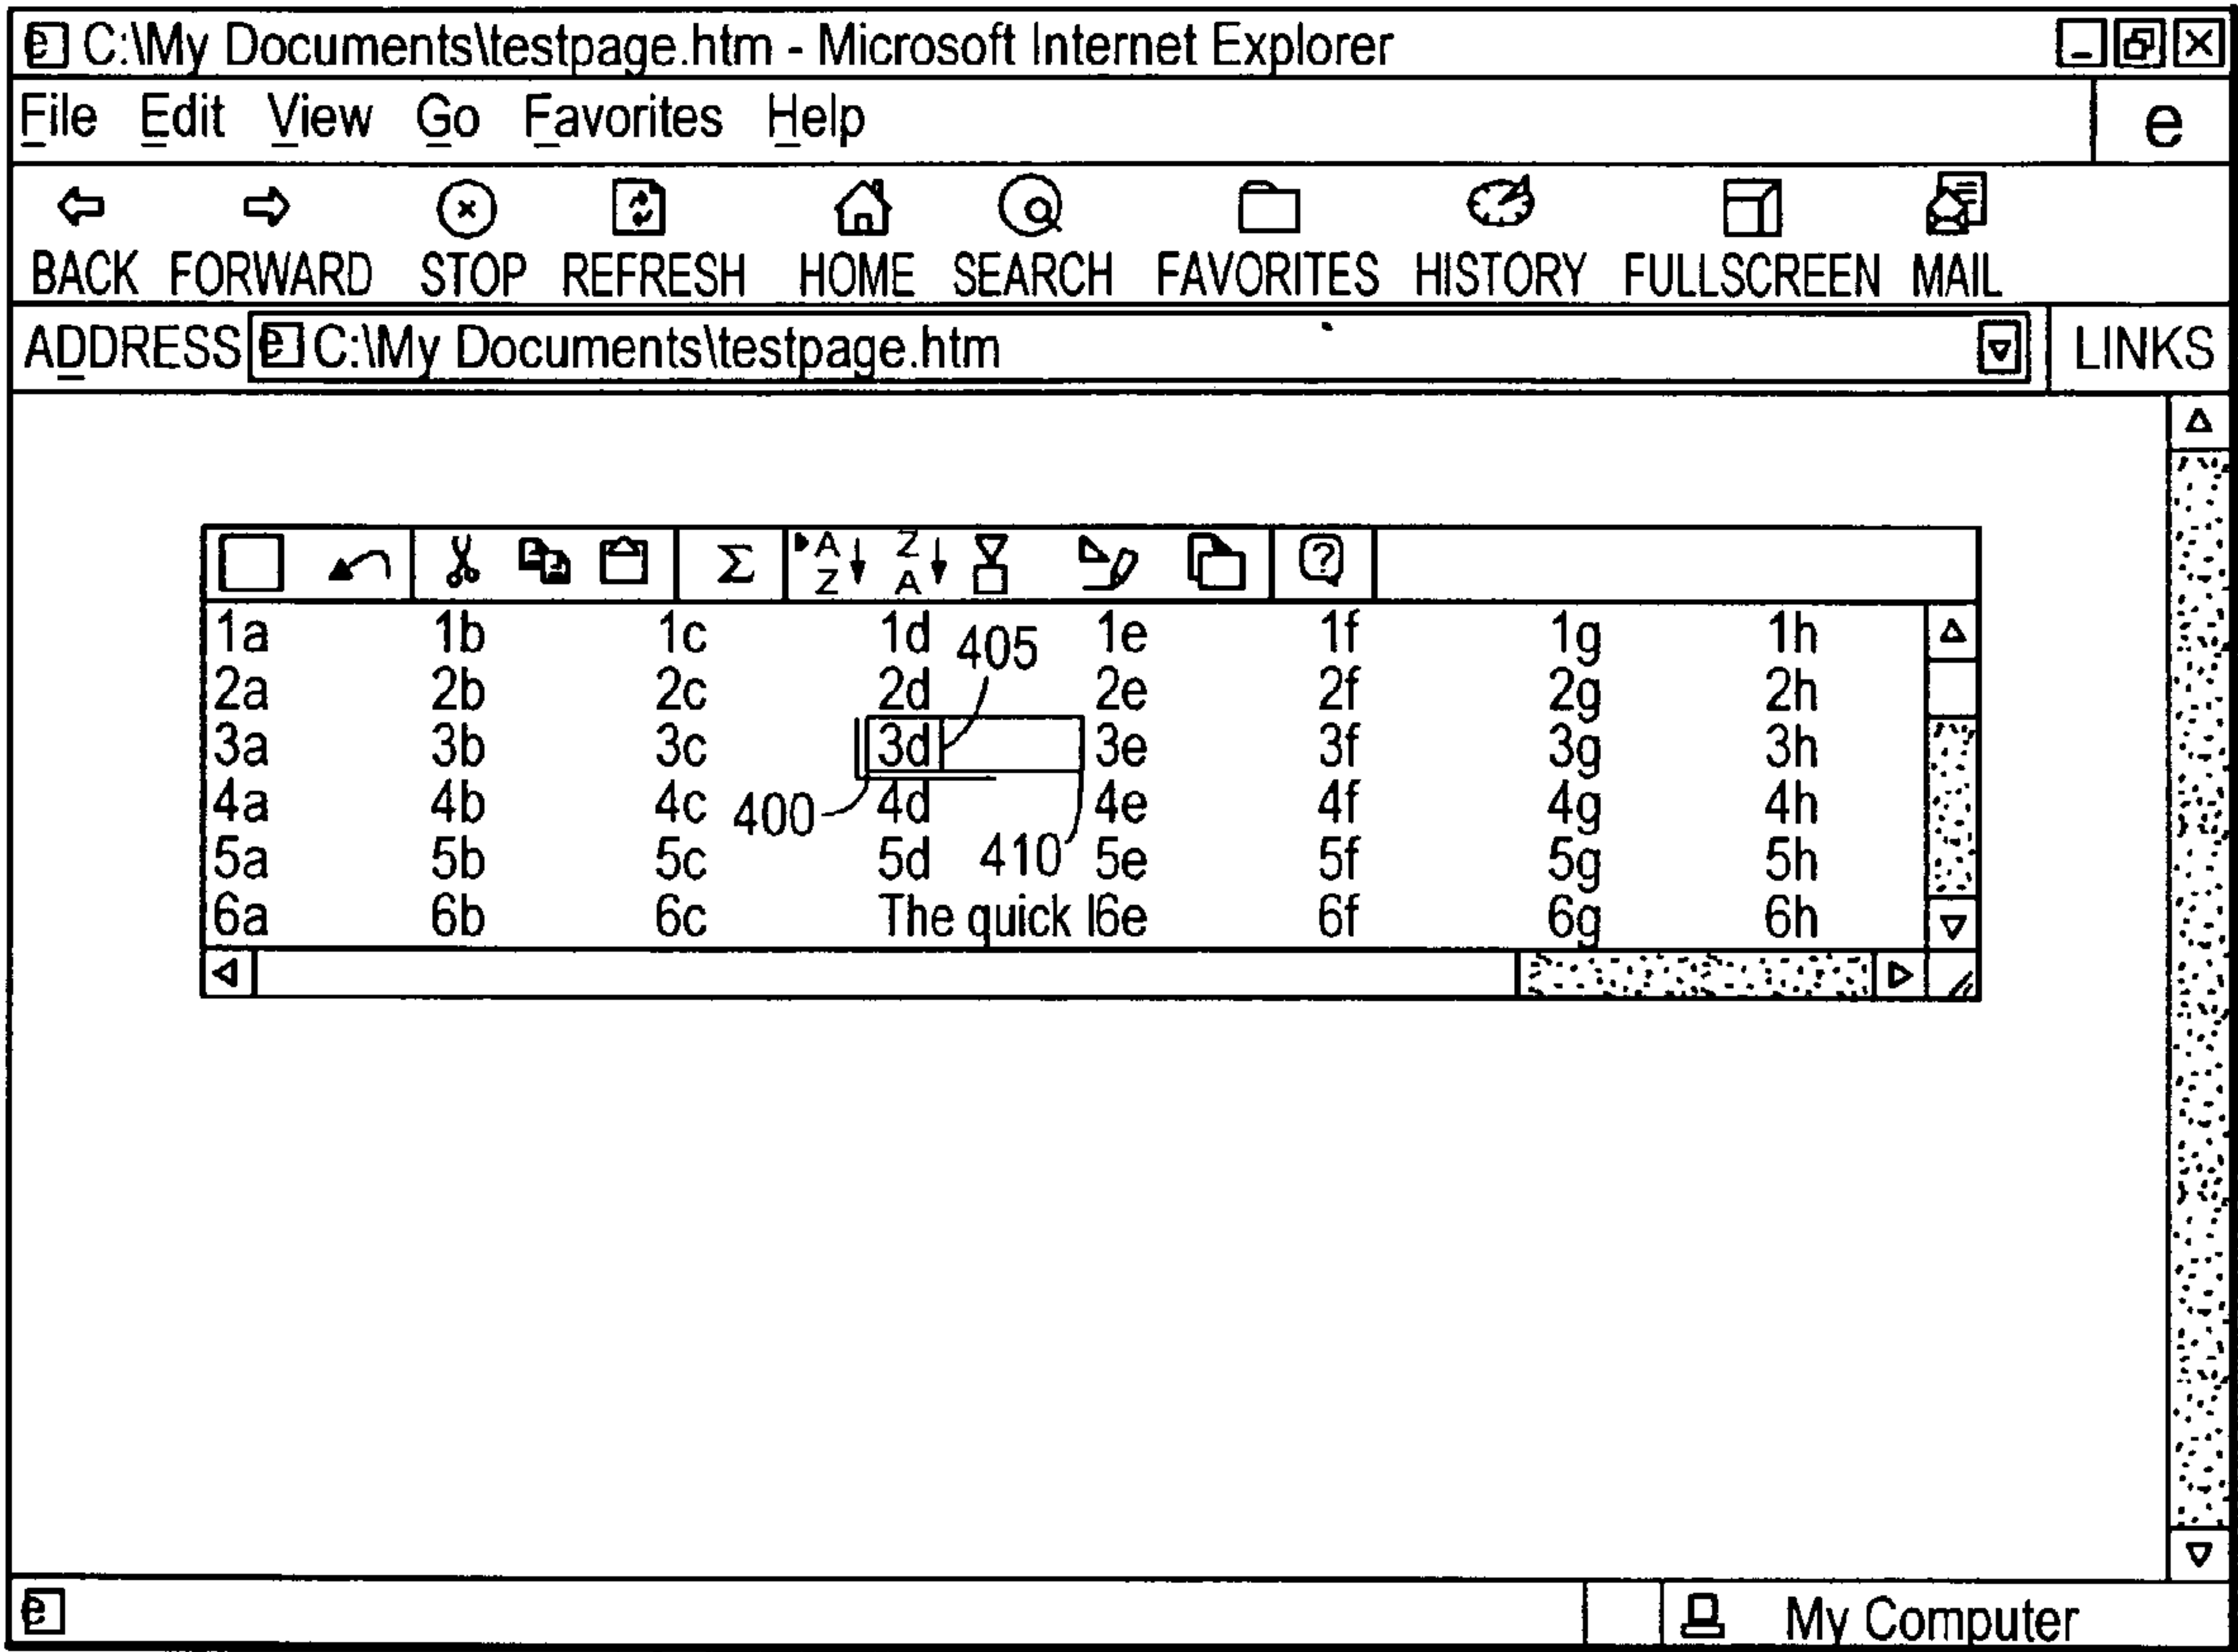 C:\My Documents\testpage.htm - Microsoft Internet Explorer
File Edit View Go Favorites Help e
BACK FORWARD STOP REFRESH HOME SEARCH FAVORITES HISTORY FULLSCREEN MAIL
ADDRESS C:\My Documents\testpage.htm LINKS
Σ A Z Z A ?
1a 1b 1c 1d 405 1e 1f 1g 1h
2a 2b 2c 2d 2e 2f 2g 2h
3a 3b 3c 3d 3e 3f 3g 3h
4a 4b 4c 400 4d 4e 4f 4g 4h
5a 5b 5c 5d 410 5e 5f 5g 5h
6a 6b 6c The quick l6e 6f 6g 6h
My Computer